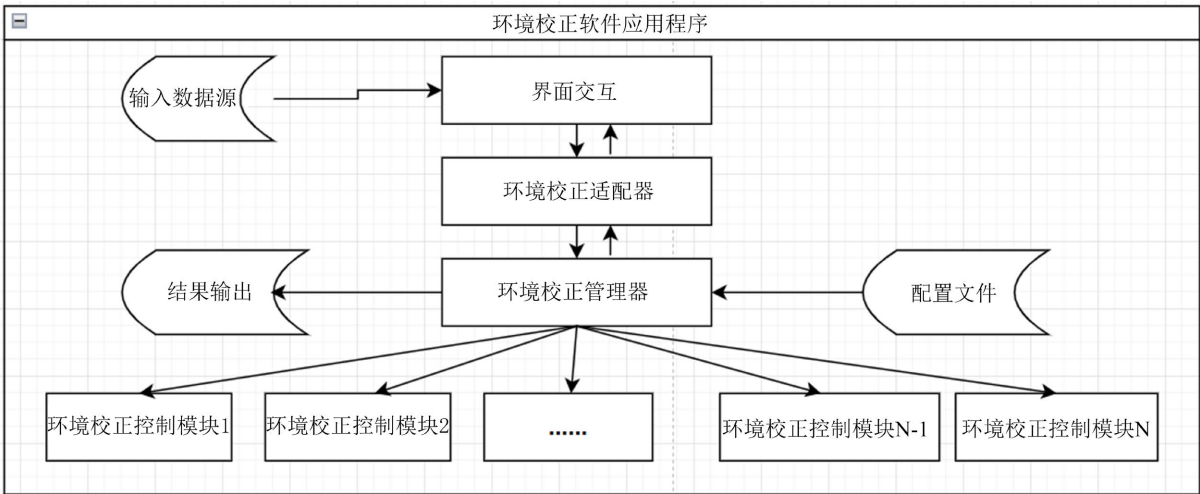 环境校正软件应用程序
输入数据源
界面交互
环境校正适配器
结果输出
环境校正管理器
配置文件
环境校正控制模块1
环境校正控制模块2
......
环境校正控制模块N-1
环境校正控制模块N